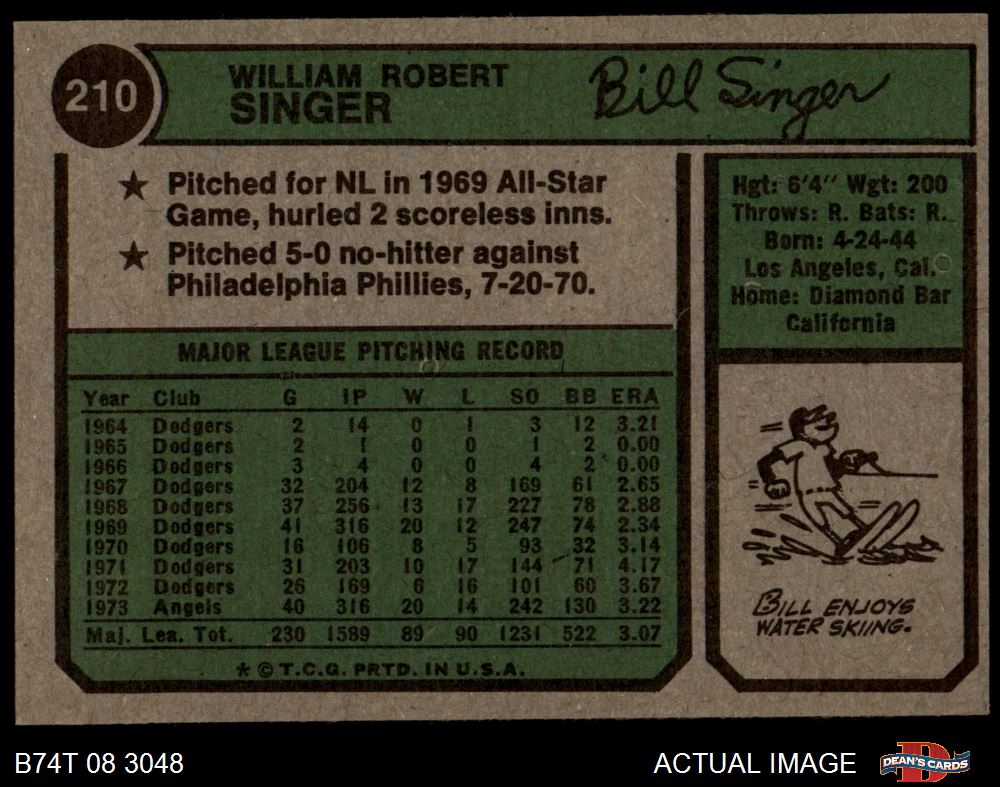 210
WILLIAM ROBERT
SINGER
Bill Singer
★ Pitched for NL in 1969 All-Star
Game, hurled 2 scoreless inns.
★ Pitched 5-0 no-hitter against
Philadelphia Phillies, 7-20-70.
Hgt: 6'4" Wgt: 200
Throws: R. Bats: R.
Born: 4-24-44
Los Angeles, Cal.
Home: Diamond Bar
California
MAJOR LEAGUE PITCHING RECORD
Year Club G IP W L SO BB ERA
1964 Dodgers 2 14 0 1 3 12 3.21
1965 Dodgers 2 1 0 0 1 2 0.00
1966 Dodgers 3 4 0 0 4 2 0.00
1967 Dodgers 32 204 12 8 169 61 2.65
1968 Dodgers 37 256 13 17 227 78 2.88
1969 Dodgers 41 316 20 12 247 74 2.34
1970 Dodgers 16 106 8 5 93 32 3.14
1971 Dodgers 31 203 10 17 144 71 4.17
1972 Dodgers 26 169 6 16 101 60 3.67
1973 Angels 40 316 20 14 242 130 3.22
Maj. Lea. Tot. 230 1589 89 90 1231 522 3.07
* © T.C.G. PRTD. IN U.S.A.
BILL ENJOYS
WATER SKIING.
B74T 08 3048
ACTUAL IMAGE
DEAN'S CARDS